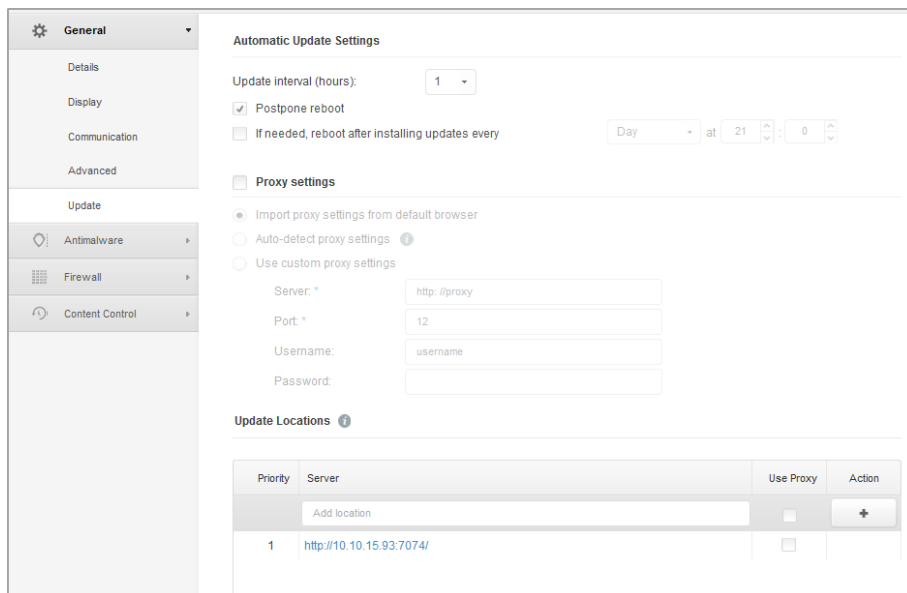 General
Details
Display
Communication
Advanced
Update
Antimalware
Firewall
Content Control
Automatic Update Settings
Update interval (hours): 1
Postpone reboot
If needed, reboot after installing updates every Day at 21 : 0
Proxy settings
Import proxy settings from default browser
Auto-detect proxy settings i
Use custom proxy settings
Server: * http: //proxy
Port: * 12
Username: username
Password:
Update Locations i
Priority Server Use Proxy Action
Add location +
1 http://10.10.15.93:7074/